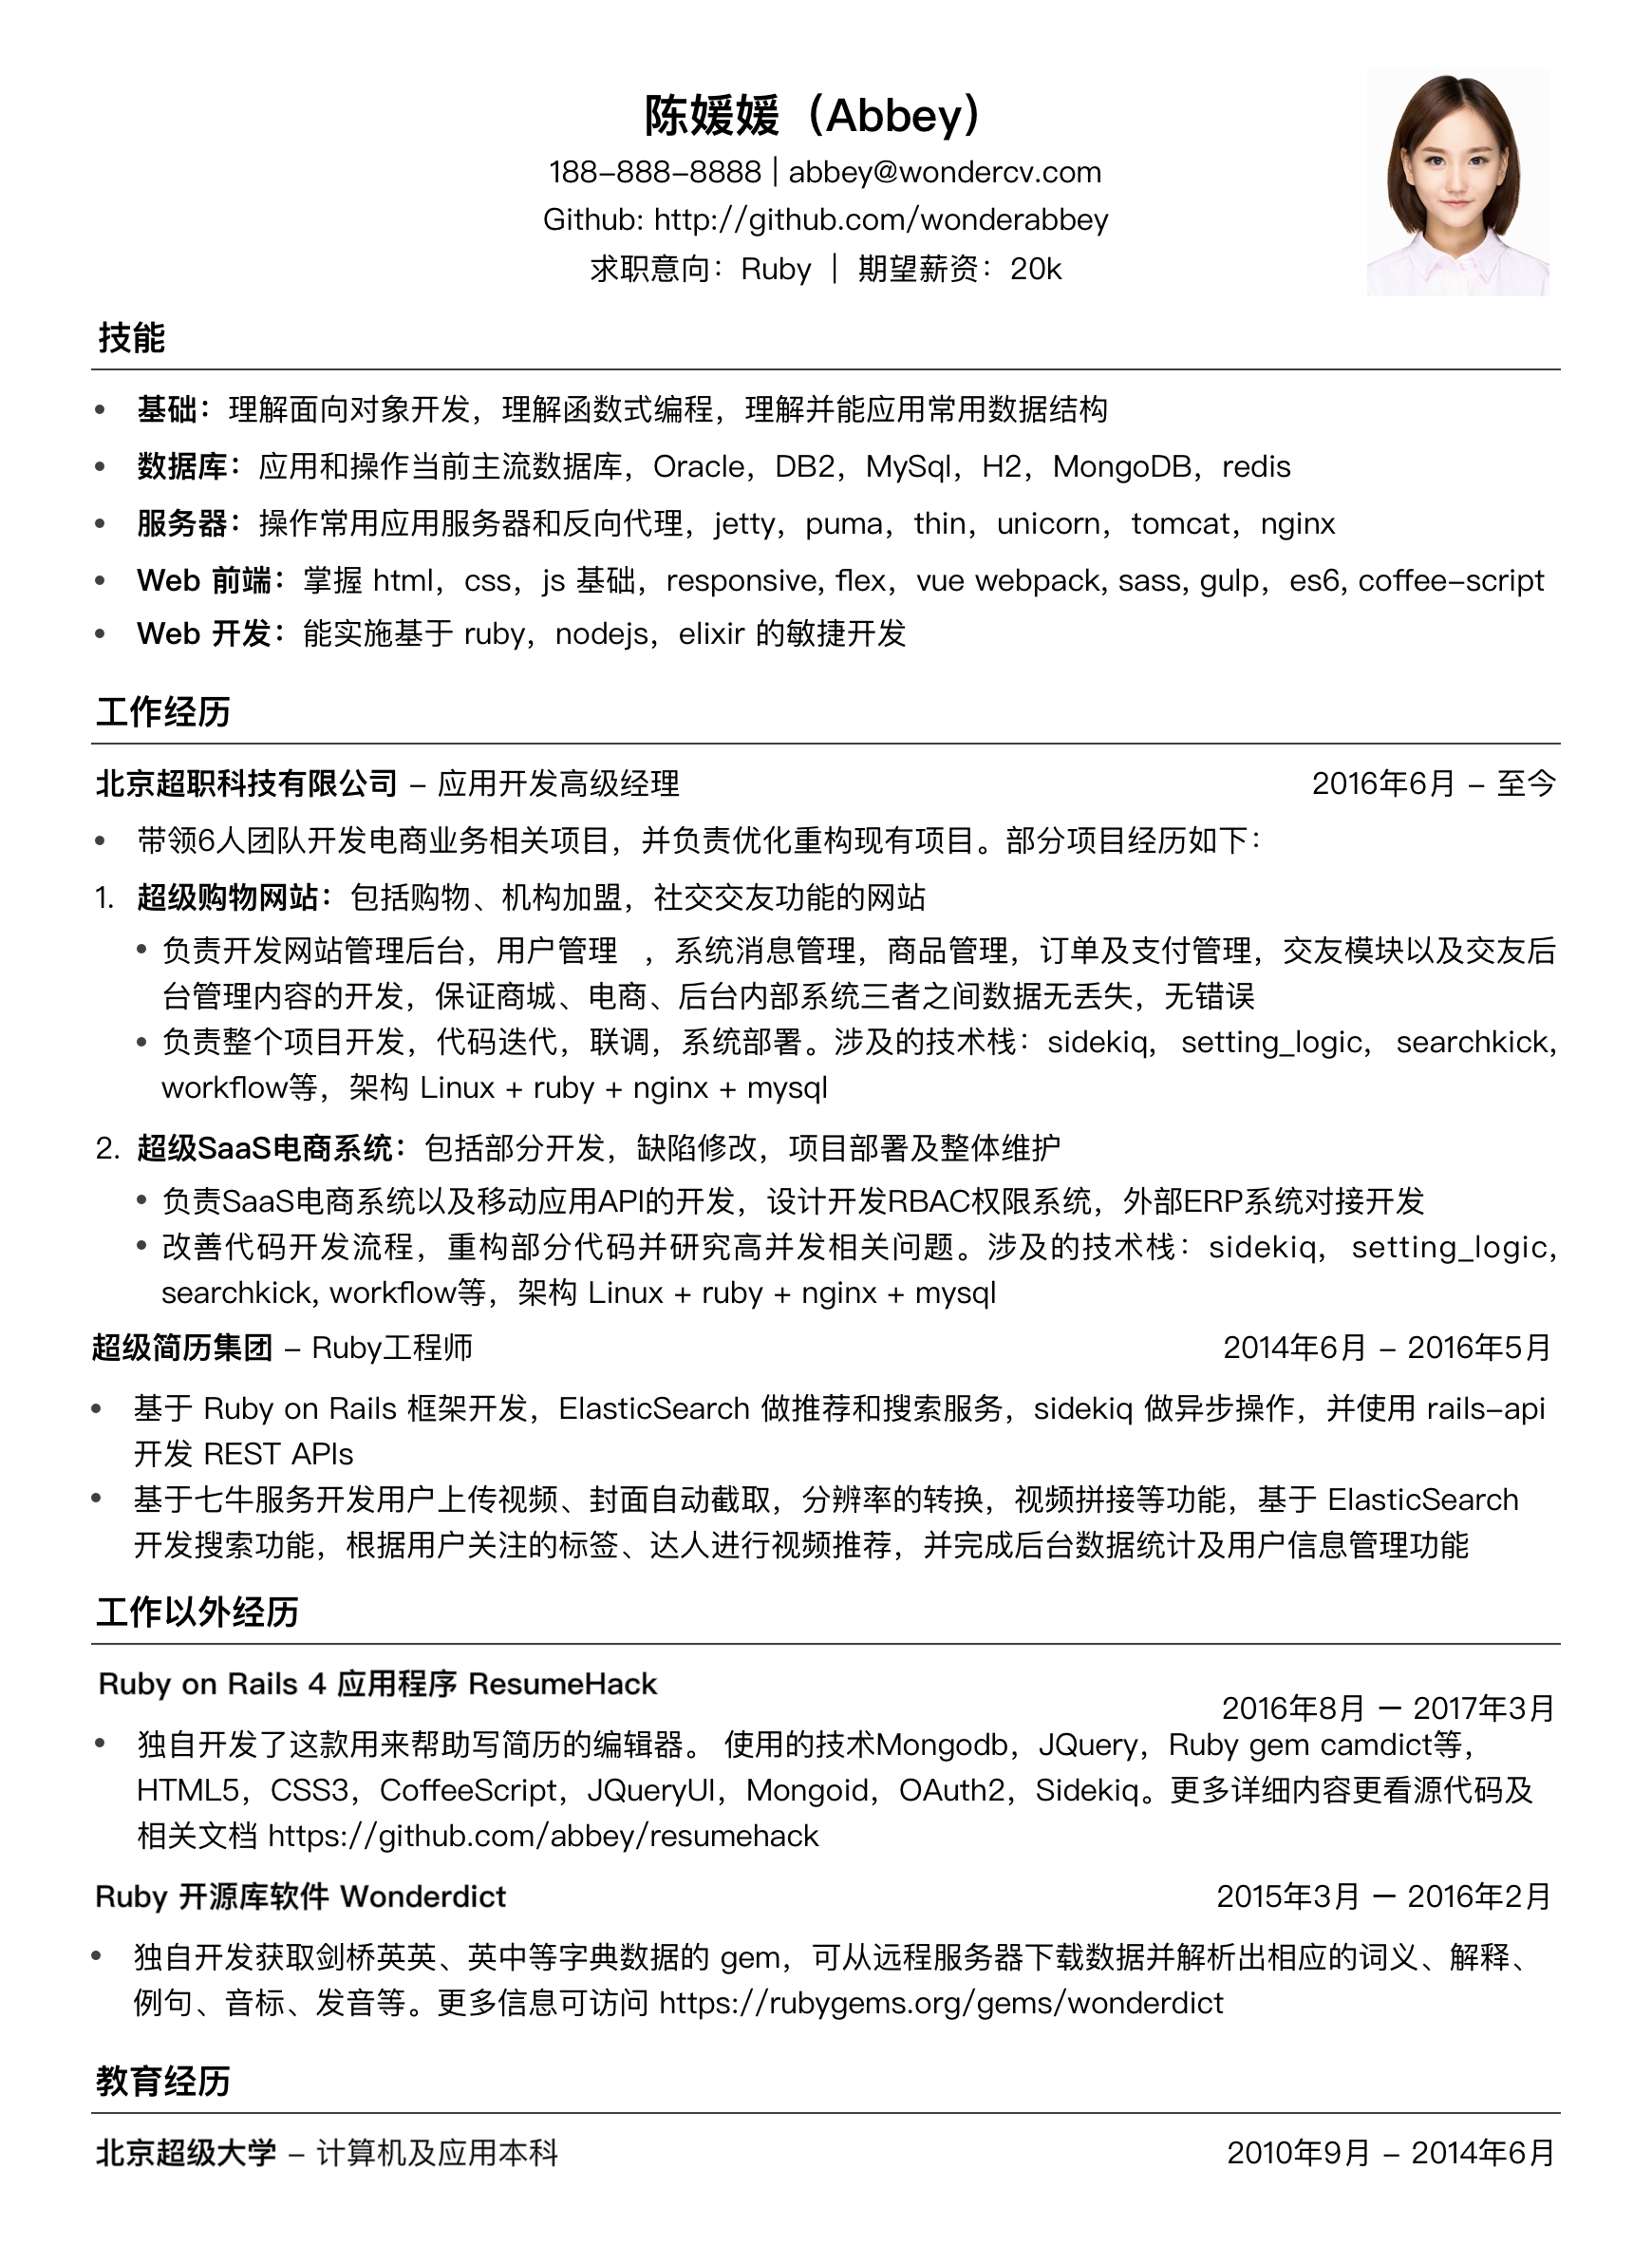 陈媛媛（Abbey）
188-888-8888 | abbey@wondercv.com
Github: http://github.com/wonderabbey
求职意向：Ruby ｜ 期望薪资：20k
技能
• 基础：理解面向对象开发，理解函数式编程，理解并能应用常用数据结构
• 数据库：应用和操作当前主流数据库，Oracle，DB2，MySql，H2，MongoDB，redis
• 服务器：操作常用应用服务器和反向代理，jetty，puma，thin，unicorn，tomcat，nginx
• Web 前端：掌握 html，css，js 基础，responsive, flex，vue webpack, sass, gulp，es6, coffee-script
• Web 开发：能实施基于 ruby，nodejs，elixir 的敏捷开发
工作经历
北京超职科技有限公司 – 应用开发高级经理 2016年6月 – 至今
• 带领6人团队开发电商业务相关项目，并负责优化重构现有项目。部分项目经历如下：
1. 超级购物网站：包括购物、机构加盟，社交交友功能的网站
• 负责开发网站管理后台，用户管理 ，系统消息管理，商品管理，订单及支付管理，交友模块以及交友后
台管理内容的开发，保证商城、电商、后台内部系统三者之间数据无丢失，无错误
• 负责整个项目开发，代码迭代，联调，系统部署。涉及的技术栈：sidekiq，setting_logic，searchkick,
workflow等，架构 Linux + ruby + nginx + mysql
2. 超级SaaS电商系统：包括部分开发，缺陷修改，项目部署及整体维护
• 负责SaaS电商系统以及移动应用API的开发，设计开发RBAC权限系统，外部ERP系统对接开发
• 改善代码开发流程，重构部分代码并研究高并发相关问题。涉及的技术栈：sidekiq，setting_logic,
searchkick, workflow等，架构 Linux + ruby + nginx + mysql
超级简历集团 – Ruby工程师 2014年6月 – 2016年5月
• 基于 Ruby on Rails 框架开发，ElasticSearch 做推荐和搜索服务，sidekiq 做异步操作，并使用 rails-api
开发 REST APIs
• 基于七牛服务开发用户上传视频、封面自动截取，分辨率的转换，视频拼接等功能，基于 ElasticSearch
开发搜索功能，根据用户关注的标签、达人进行视频推荐，并完成后台数据统计及用户信息管理功能
工作以外经历
Ruby on Rails 4 应用程序 ResumeHack
2016年8月 — 2017年3月
• 独自开发了这款用来帮助写简历的编辑器。 使用的技术Mongodb，JQuery，Ruby gem camdict等，
HTML5，CSS3，CoffeeScript，JQueryUI，Mongoid，OAuth2，Sidekiq。更多详细内容更看源代码及
相关文档 https://github.com/abbey/resumehack
Ruby 开源库软件 Wonderdict 2015年3月 — 2016年2月
• 独自开发获取剑桥英英、英中等字典数据的 gem，可从远程服务器下载数据并解析出相应的词义、解释、
例句、音标、发音等。更多信息可访问 https://rubygems.org/gems/wonderdict
教育经历
北京超级大学 – 计算机及应用本科 2010年9月 – 2014年6月